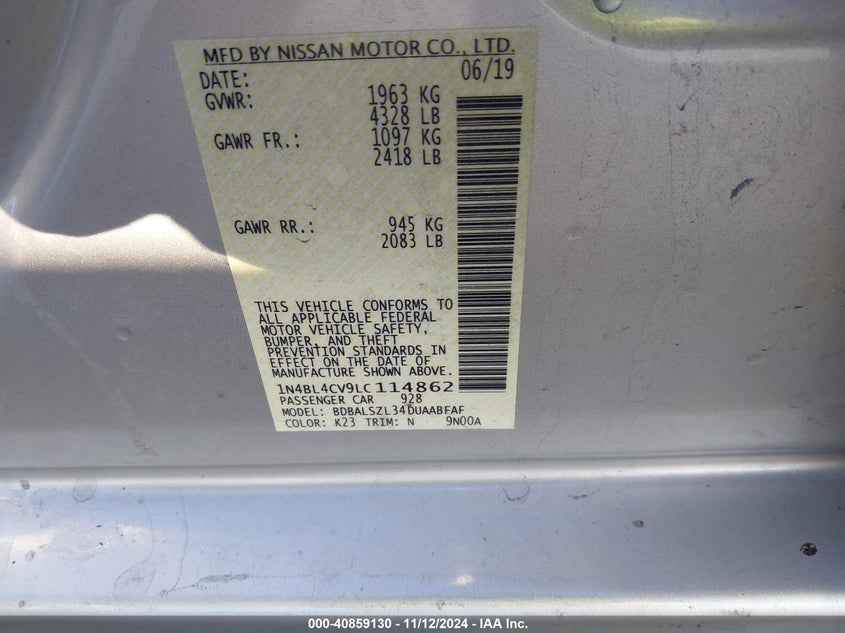 MFD BY NISSAN MOTOR CO., LTD.
DATE: 06/19
GVWR: 1963 KG
4328 LB
GAWR FR.: 1097 KG
2418 LB
GAWR RR.: 945 KG
2083 LB
THIS VEHICLE CONFORMS TO
ALL APPLICABLE FEDERAL
MOTOR VEHICLE SAFETY,
BUMPER, AND THEFT
PREVENTION STANDARDS IN
EFFECT ON THE DATE OF
MANUFACTURE SHOWN ABOVE.
1N4BL4CV9LC114862
PASSENGER CAR 928
MODEL: BDBALSZL34DUAABFAF
COLOR: K23 TRIM: N 9N00A
000-40859130 - 11/12/2024 - IAA Inc.